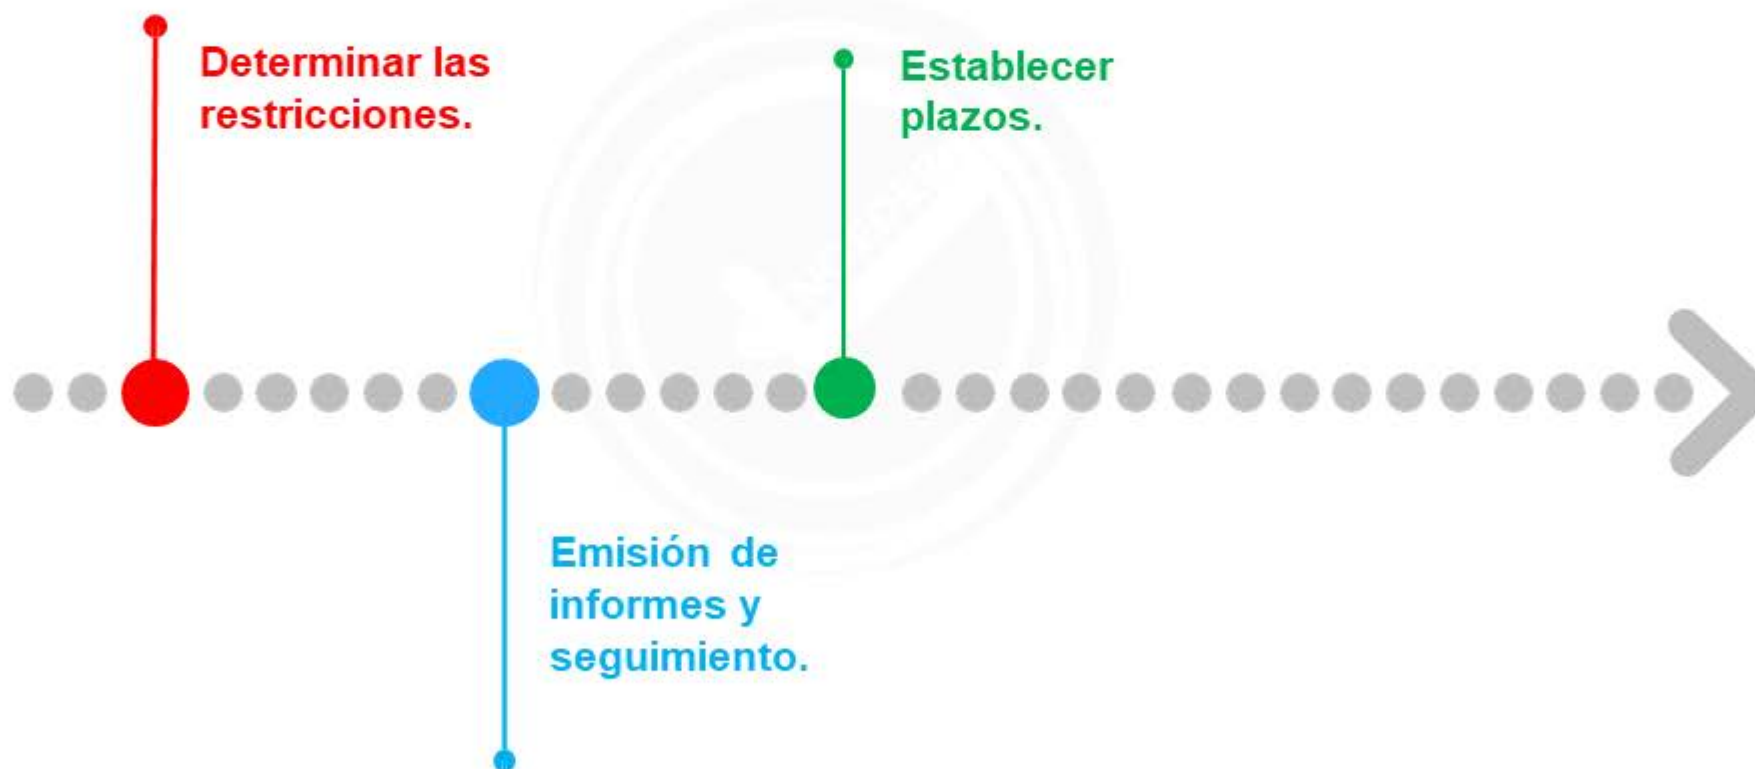 Determinar las
restricciones.
Establecer
plazos.
Emisión de
informes y
seguimiento.